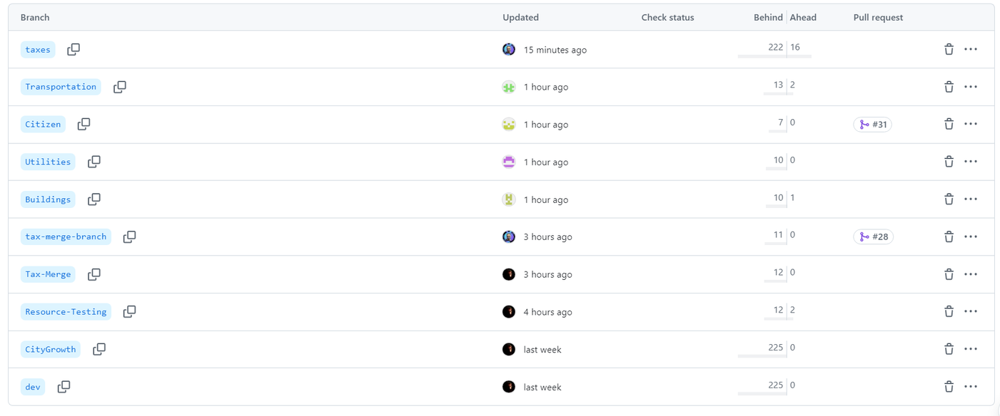 Branch Updated Check status Behind Ahead Pull request
taxes 15 minutes ago 222 16
Transportation 1 hour ago 13 2
Citizen 1 hour ago 7 0 #31
Utilities 1 hour ago 10 0
Buildings 1 hour ago 10 1
tax-merge-branch 3 hours ago 11 0 #28
Tax-Merge 3 hours ago 12 0
Resource-Testing 4 hours ago 12 2
CityGrowth last week 225 0
dev last week 225 0